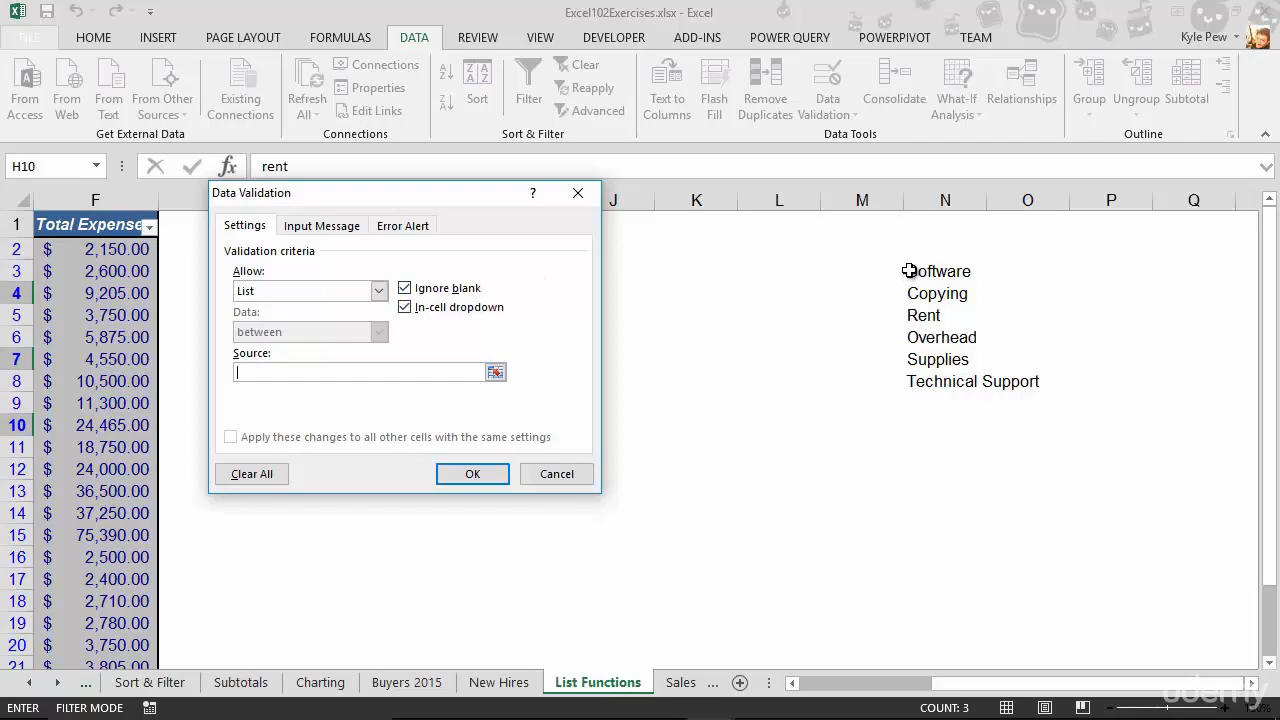 Excel102Exercises.xlsx - Excel
FILE HOME INSERT PAGE LAYOUT FORMULAS DATA REVIEW VIEW DEVELOPER ADD-INS POWER QUERY POWERPIVOT TEAM Kyle Pew
From Access
From Web
From Text
From Other Sources
Existing Connections
Get External Data
Refresh All
Connections
Properties
Edit Links
Connections
Sort
Filter
Clear
Reapply
Advanced
Sort & Filter
Text to Columns
Flash Fill
Remove Duplicates
Data Validation
Consolidate
What-If Analysis
Relationships
Data Tools
Group
Ungroup
Subtotal
Outline
H10 fx rent
F J K L M N O P Q
1 Total Expense
2 $ 2,150.00
3 $ 2,600.00
4 $ 9,205.00
5 $ 3,750.00
6 $ 5,875.00
7 $ 4,550.00
8 $ 10,500.00
9 $ 11,300.00
10 $ 24,465.00
11 $ 18,750.00
12 $ 24,000.00
13 $ 36,500.00
14 $ 37,250.00
15 $ 75,390.00
16 $ 2,500.00
17 $ 2,400.00
18 $ 2,710.00
19 $ 2,780.00
20 $ 3,750.00
21 $ 3,805.00
Data Validation ?
Settings Input Message Error Alert
Validation criteria
Allow:
List
Ignore blank
In-cell dropdown
Data:
between
Source:
Apply these changes to all other cells with the same settings
Clear All OK Cancel
Software
Copying
Rent
Overhead
Supplies
Technical Support
... Sort & Filter Subtotals Charting Buyers 2015 New Hires List Functions Sales ...
udemy
ENTER FILTER MODE COUNT: 3